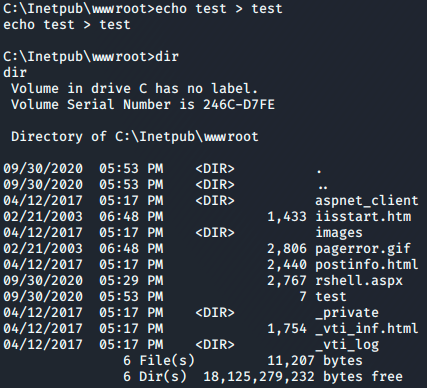 C:\Inetpub\wwwroot>echo test > test
echo test > test
C:\Inetpub\wwwroot>dir
dir
 Volume in drive C has no label.
 Volume Serial Number is 246C-D7FE
 Directory of C:\Inetpub\wwwroot
09/30/2020  05:53 PM    <DIR>          .
09/30/2020  05:53 PM    <DIR>          ..
04/12/2017  05:17 PM    <DIR>          aspnet_client
02/21/2003  06:48 PM             1,433 iisstart.htm
04/12/2017  05:17 PM    <DIR>          images
02/21/2003  06:48 PM             2,806 pagerror.gif
04/12/2017  05:17 PM             2,440 postinfo.html
09/30/2020  05:29 PM             2,767 rshell.aspx
09/30/2020  05:53 PM                 7 test
04/12/2017  05:17 PM    <DIR>          _private
04/12/2017  05:17 PM             1,754 _vti_inf.html
04/12/2017  05:17 PM    <DIR>          _vti_log
               6 File(s)         11,207 bytes
               6 Dir(s)  18,125,279,232 bytes free